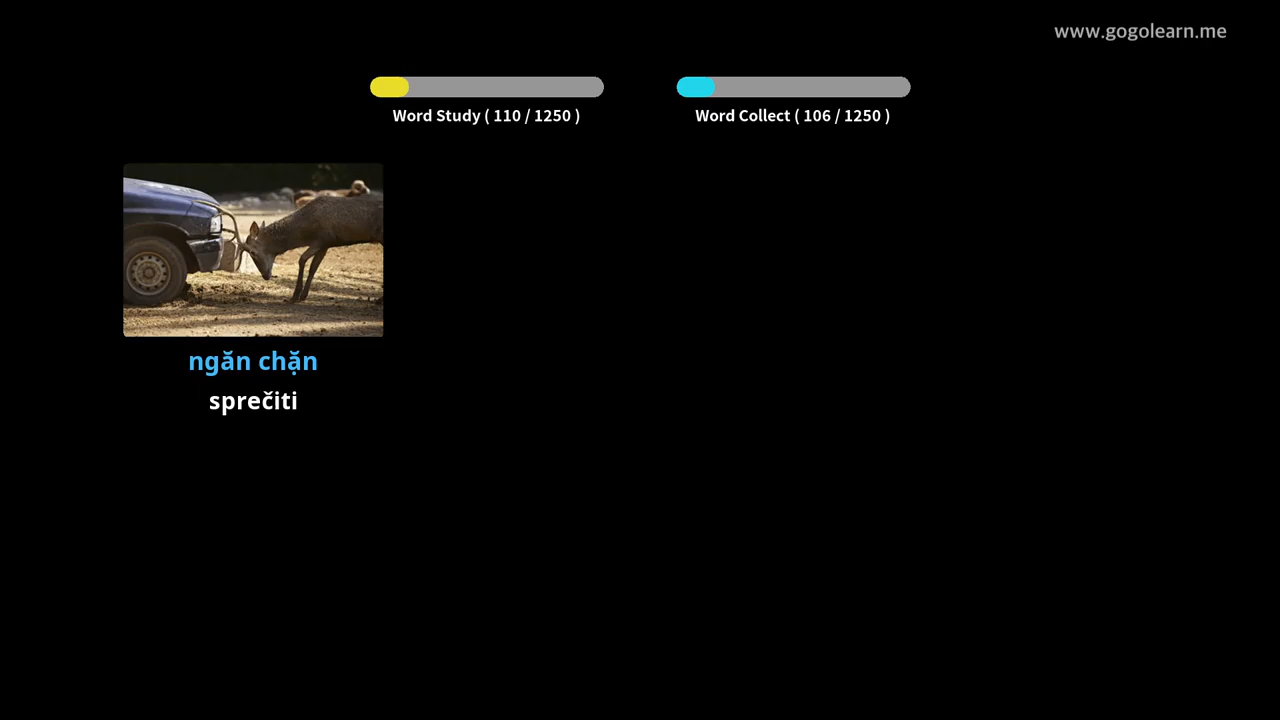 www.gogolearn.me
Word Study ( 110 / 1250 )
Word Collect ( 106 / 1250 )
ngăn chặn
sprečiti